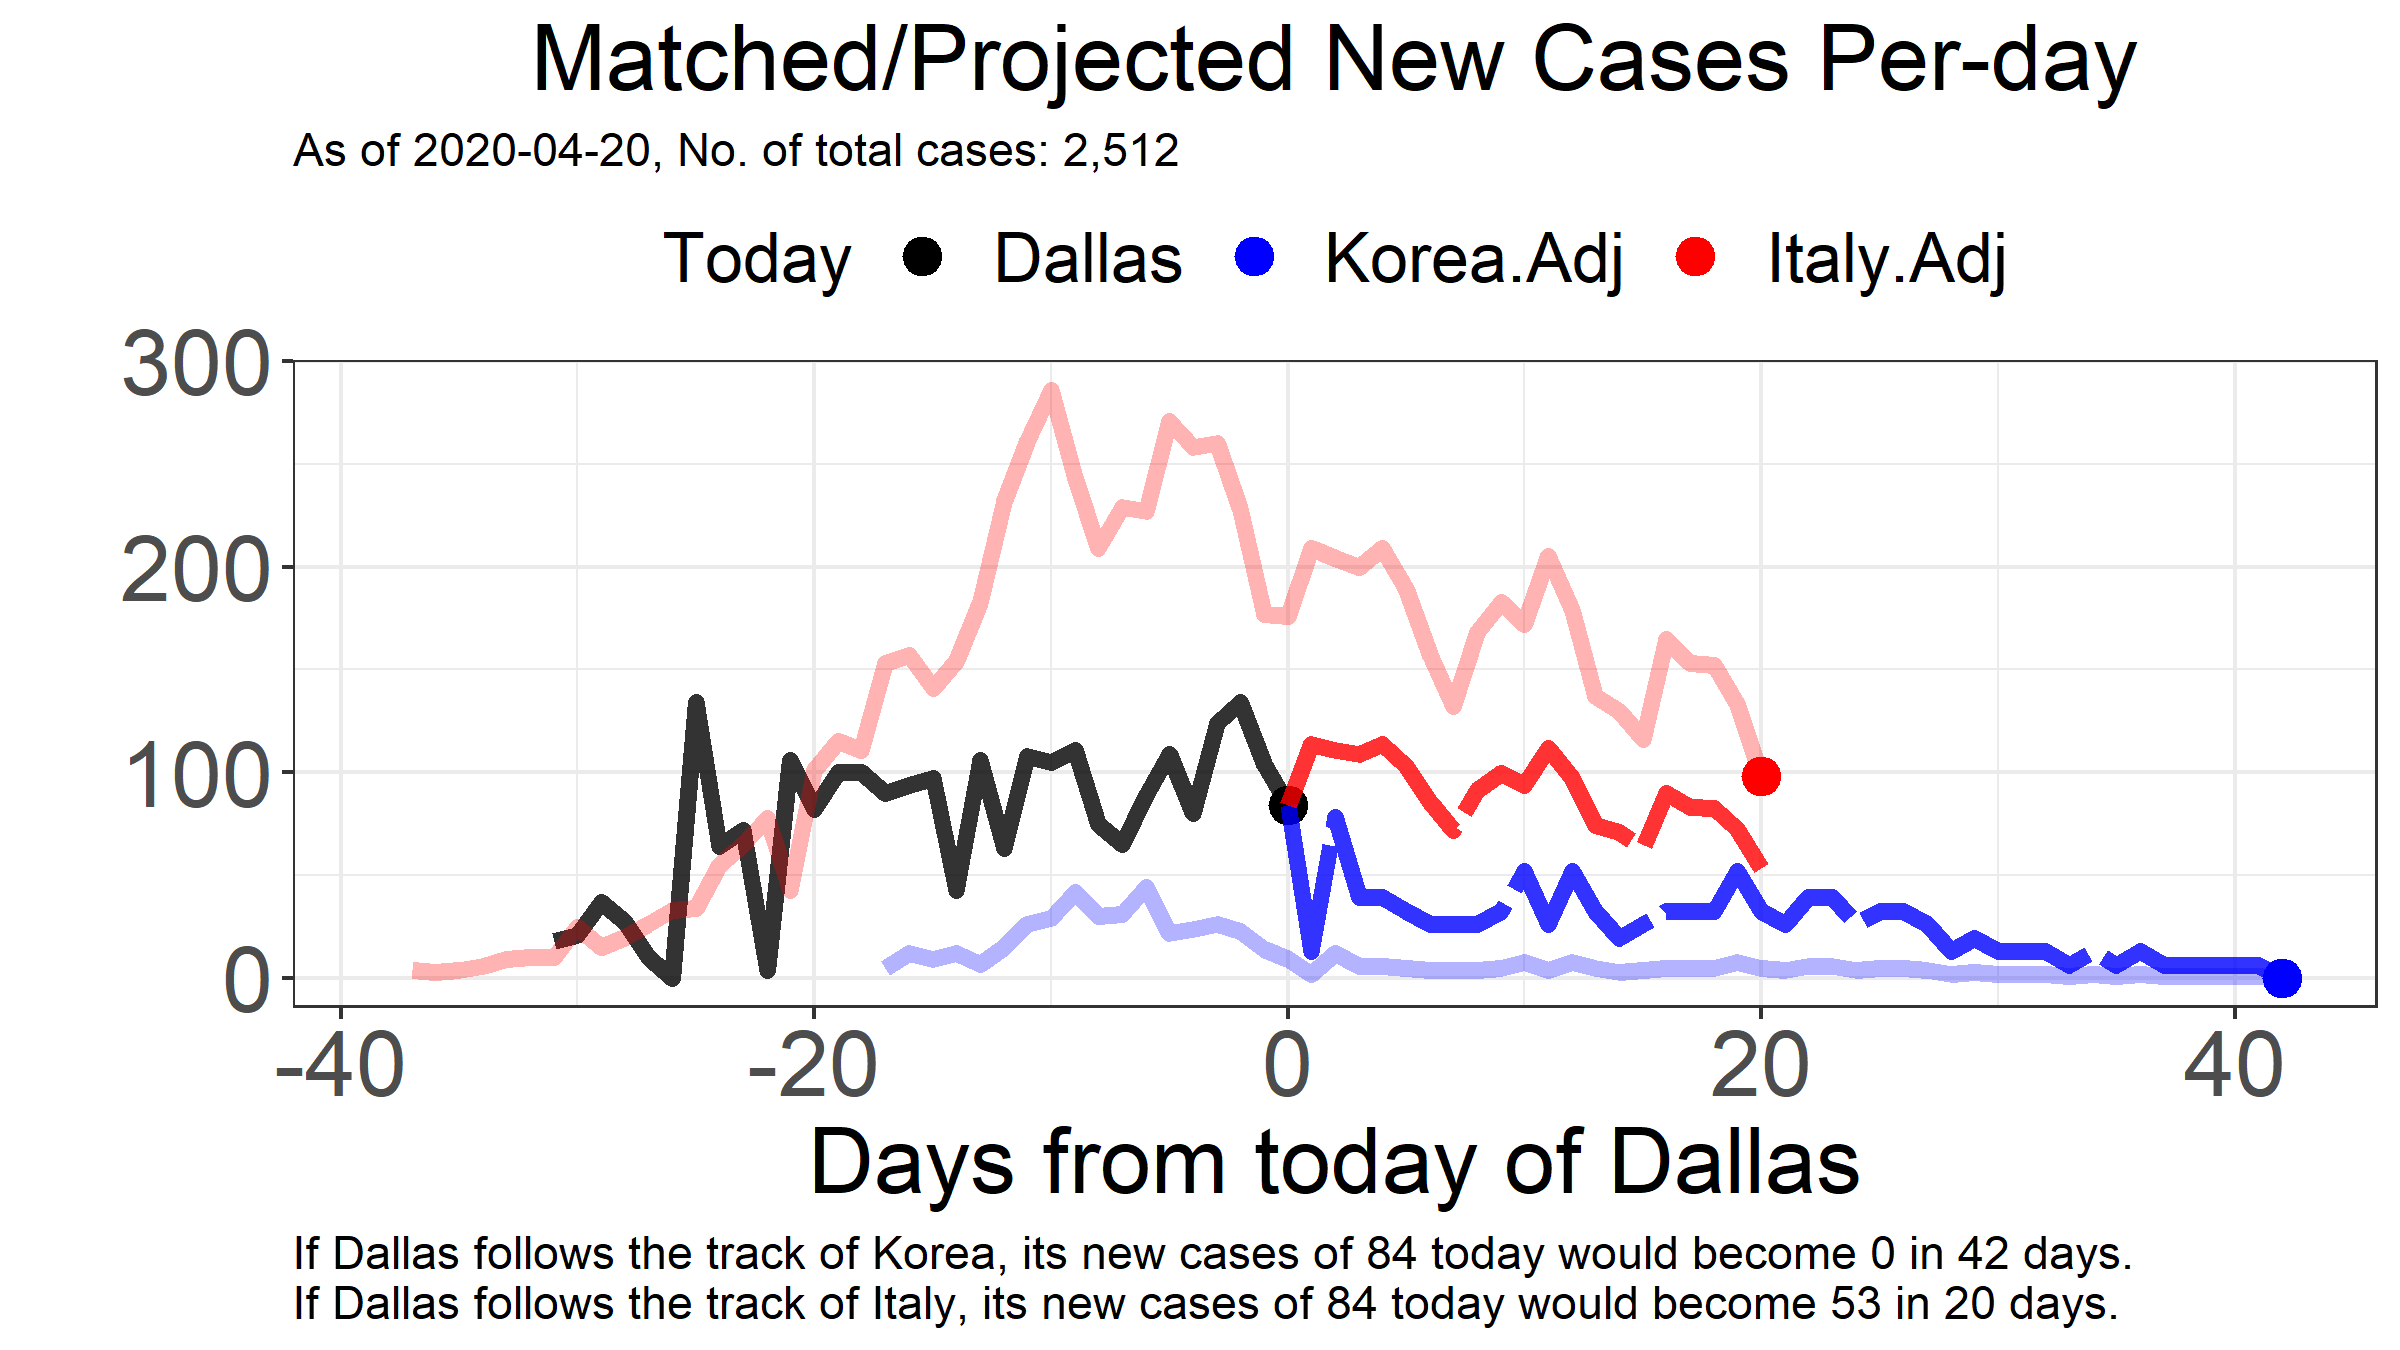 Matched/Projected New Cases Per-day
As of 2020-04-20, No. of total cases: 2,512
Today Dallas Korea.Adj Italy.Adj
300
200
100
0
-40 -20 0 20 40
Days from today of Dallas
If Dallas follows the track of Korea, its new cases of 84 today would become 0 in 42 days.
If Dallas follows the track of Italy, its new cases of 84 today would become 53 in 20 days.